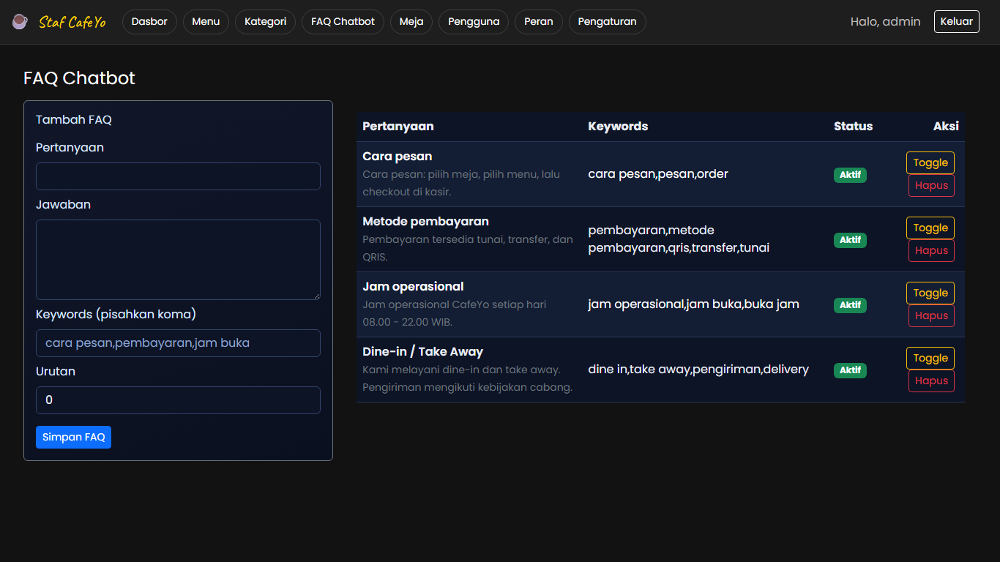 Staf CafeYo
Dasbor
Menu
Kategori
FAQ Chatbot
Meja
Pengguna
Peran
Pengaturan
Halo, admin
Keluar
FAQ Chatbot
Tambah FAQ
Pertanyaan
Jawaban
Keywords (pisahkan koma)
cara pesan,pembayaran,jam buka
Urutan
0
Simpan FAQ
Pertanyaan Keywords Status Aksi
Cara pesan
Cara pesan: pilih meja, pilih menu, lalu
checkout di kasir.
cara pesan,pesan,order
Aktif
Toggle
Hapus
Metode pembayaran
Pembayaran tersedia tunai, transfer, dan
QRIS.
pembayaran,metode
pembayaran,qris,transfer,tunai
Aktif
Toggle
Hapus
Jam operasional
Jam operasional CafeYo setiap hari
08.00 - 22.00 WIB.
jam operasional,jam buka,buka jam
Aktif
Toggle
Hapus
Dine-in / Take Away
Kami melayani dine-in dan take away.
Pengiriman mengikuti kebijakan cabang.
dine in,take away,pengiriman,delivery
Aktif
Toggle
Hapus